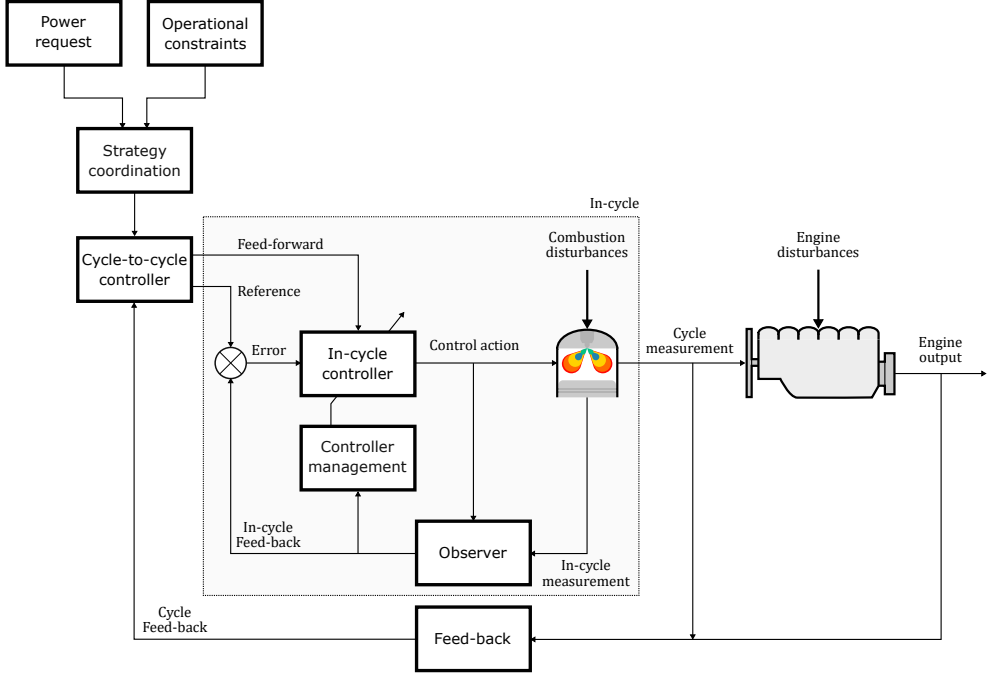 Power
request
Operational
constraints
Strategy
coordination
In-cycle
Cycle-to-cycle
controller
Feed-forward
Reference
Combustion
disturbances
Engine
disturbances
Error
In-cycle
controller
Control action
Cycle
measurement
Engine
output
Controller
management
In-cycle
Feed-back
Observer
In-cycle
measurement
Cycle
Feed-back
Feed-back